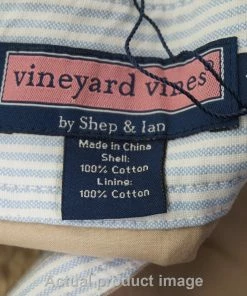 vineyard vines®
by Shep & Ian
Made in China
Shell:
100% Cotton
Lining:
100% Cotton
Actual product image